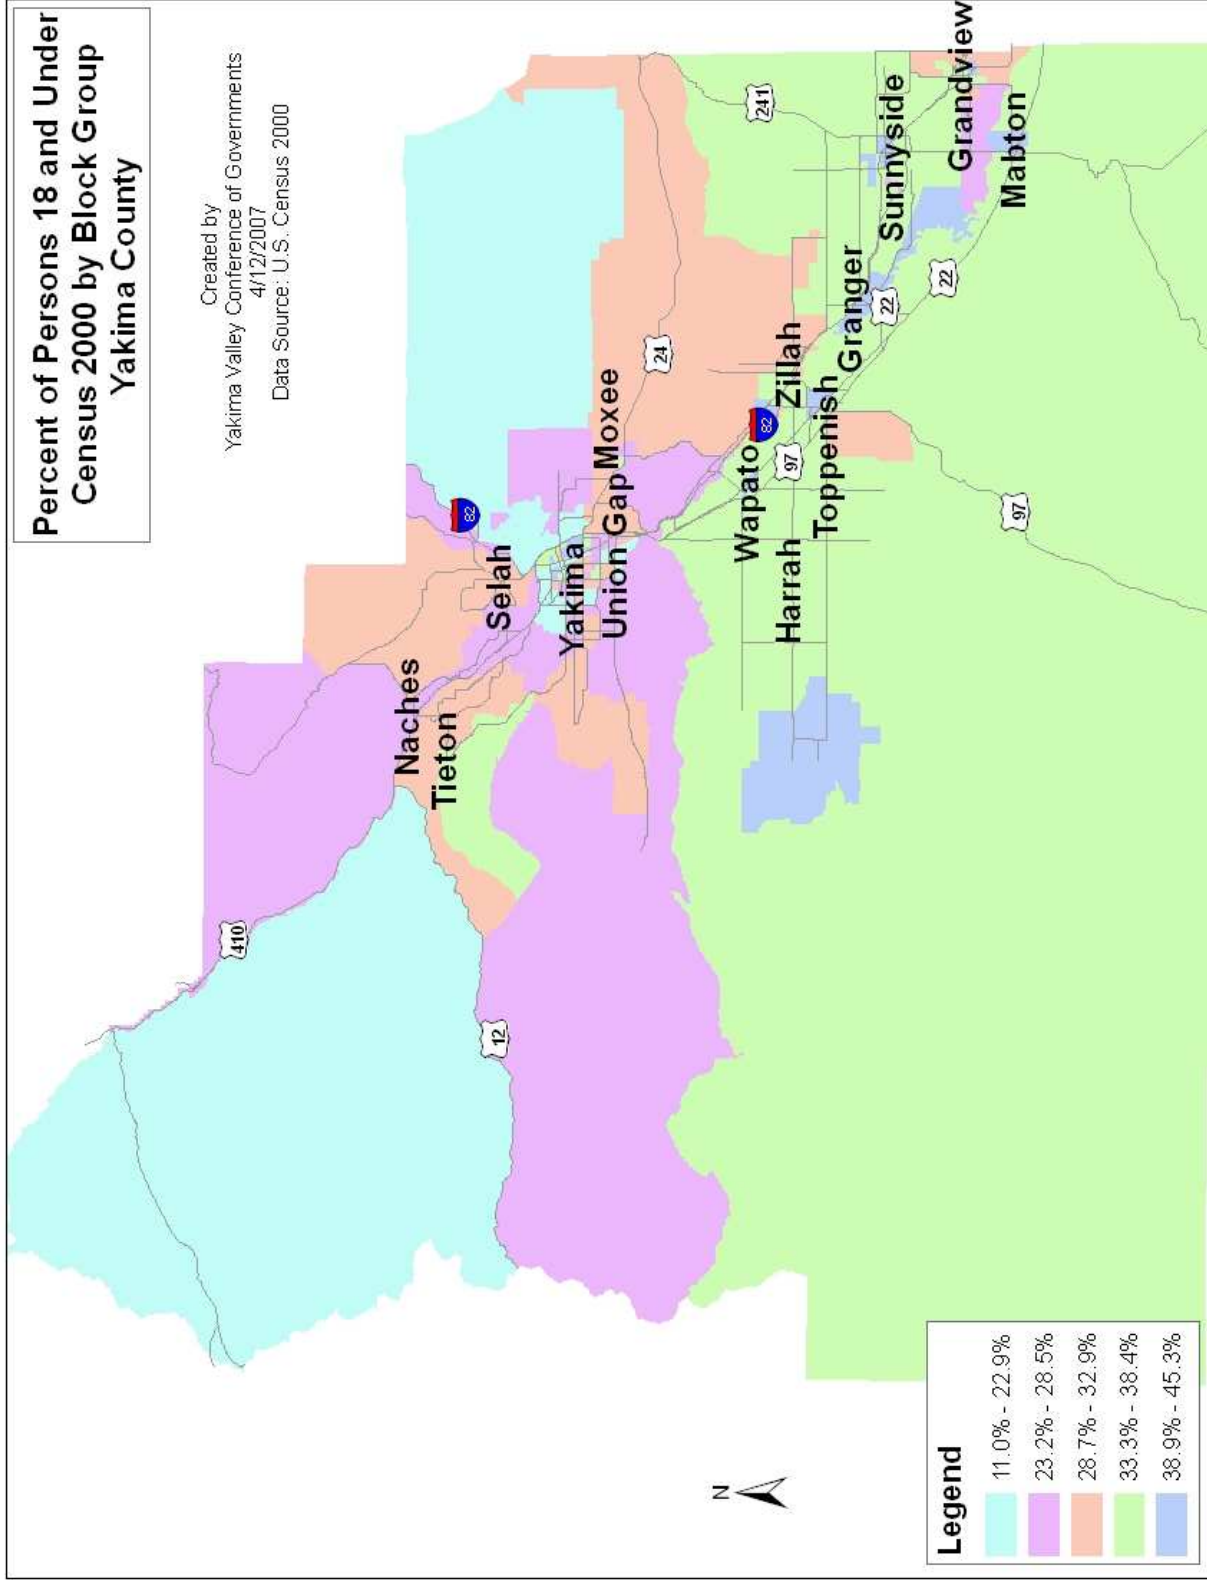 Percent of Persons 18 and Under
Census 2000 by Block Group
Yakima County
Created by
Yakima Valley Conference of Governments
4/12/2007
Data Source: U.S. Census 2000
410
12
82
Naches
Tieton
Selah
Yakima
Union Gap
Moxee
24
241
Wapato
82
Harrah
97
Zillah
Toppenish
Granger
22
Sunnyside
22
Grandview
Mabton
97
N
Legend
11.0% - 22.9%
23.2% - 28.5%
28.7% - 32.9%
33.3% - 38.4%
38.9% - 45.3%